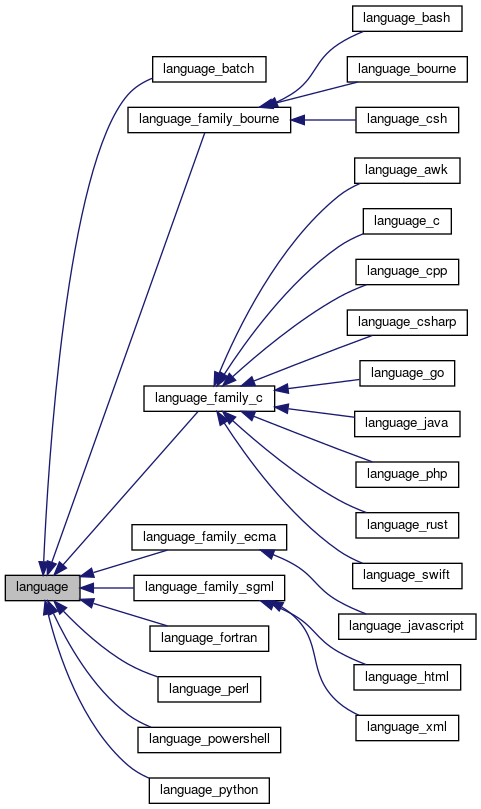 language_bash
language_batch
language_bourne
language_family_bourne
language_csh
language_awk
language_c
language_cpp
language_csharp
language_go
language_family_c
language_java
language_php
language_rust
language_family_ecma
language_swift
language
language_family_sgml
language_javascript
language_fortran
language_html
language_perl
language_xml
language_powershell
language_python